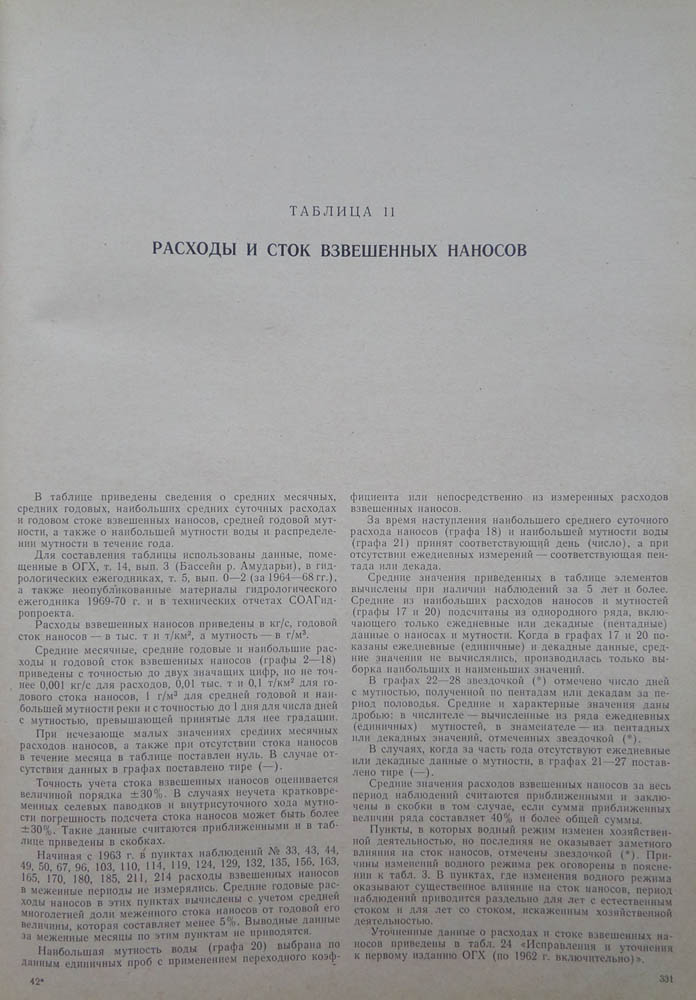 ТАБЛИЦА 11
РАСХОДЫ И СТОК ВЗВЕШЕННЫХ НАНОСОВ
В таблице приведены сведения о средних месячных,
средних годовых, наибольших средних суточных расходах
и годовом стоке взвешенных наносов, средней годовой мут-
ности, а также о наибольшей мутности воды и распределе-
нии мутности в течение года.
Для составления таблицы использованы данные, поме-
щенные в ОГХ, т. 14, вып. 3 (Бассейн р. Амударьи), в гид-
рологических ежегодниках, т. 5, вып. 0—2 (за 1964—68 гг.),
а также неопубликованные материалы гидрологического
ежегодника 1969-70 г. и в технических отчетах СОАГид-
ропроекта.
Расходы взвешенных наносов приведены в кг/с, годовой
сток наносов — в тыс. т и т/км², а мутность — в г/м³.
Средние месячные, средние годовые и наибольшие рас-
ходы и годовой сток взвешенных наносов (графы 2—18)
приведены с точностью до двух значащих цифр, но не точ-
нее 0,001 кг/с для расходов, 0,01 тыс. т и 0,1 т/км² для го-
дового стока наносов, 1 г/м³ для средней годовой и наи-
большей мутности реки и с точностью до 1 дня для числа дней
с мутностью, превышающей принятые для нее градации.
При исчезающе малых значениях средних месячных
расходов наносов, а также при отсутствии стока наносов
в течение месяца в таблице поставлен нуль. В случае от-
сутствия данных в графах поставлено тире (—).
Точность учета стока взвешенных наносов оценивается
величиной порядка ±30%. В случаях неучета кратковре-
менных селевых паводков и внутрисуточного хода мутно-
сти погрешность подсчета стока наносов может быть более
±30%. Такие данные считаются приближенными и в таб-
лице приведены в скобках.
Начиная с 1963 г. в пунктах наблюдений № 33, 43, 44,
49, 50, 67, 96, 103, 110, 114, 119, 124, 129, 132, 135, 156, 163,
165, 170, 180, 185, 211, 214 расходы взвешенных наносов
в меженные периоды не измерялись. Средние годовые рас-
ходы наносов в этих пунктах вычислены с учетом средней
многолетней доли меженного стока наносов от годовой его
величины, которая составляет менее 5%. Выводные данные
за меженные месяцы по этим пунктам не приводятся.
Наибольшая мутность воды (графа 20) выбрана по
данным единичных проб с применением переходного коэф-
фициента или непосредственно из измеренных расходов
взвешенных наносов.
За время наступления наибольшего среднего суточного
расхода наносов (графа 18) и наибольшей мутности воды
(графа 21) принят соответствующий день (число), а при
отсутствии ежедневных измерений — соответствующая пен-
тада или декада.
Средние значения приведенных в таблице элементов
вычислены при наличии наблюдений за 5 лет и более.
Средние из наибольших расходов наносов и мутностей
(графы 17 и 20) подсчитаны из однородного ряда, вклю-
чающего только ежедневные или декадные (пентадные)
данные о наносах и мутности. Когда в графах 17 и 20 по-
казаны ежедневные (единичные) и декадные данные, сред-
ние значения не вычислялись, производилась только вы-
борка наибольших и наименьших значений.
В графах 22—28 звездочкой (*) отмечено число дней
с мутностью, полученной по пентадам или декадам за пе-
риод половодья. Средние и характерные значения даны
дробью: в числителе — вычисленные из ряда ежедневных
(единичных) мутностей, в знаменателе — из пентадных
или декадных значений, отмеченных звездочкой (*).
В случаях, когда за часть года отсутствуют ежедневные
или декадные данные о мутности, в графах 21—27 постав-
лено тире (—).
Средние значения расходов взвешенных наносов за весь
период наблюдений считаются приближенными и заклю-
чены в скобки в том случае, если сумма приближенных
величин ряда составляет 40% и более общей суммы.
Пункты, в которых водный режим изменен хозяйствен-
ной деятельностью, но последняя не оказывает заметного
влияния на сток наносов, отмечены звездочкой (*). При-
чины изменений водного режима рек оговорены в поясне-
нии к табл. 3. В пунктах, где изменения водного режима
оказывают существенное влияние на сток наносов, период
наблюдений приводится раздельно для лет с естественным
стоком и для лет со стоком, искаженным хозяйственной
деятельностью.
Уточненные данные о расходах и стоке взвешенных на-
носов приведены в табл. 24 «Исправления и уточнения
к первому изданию ОГХ (по 1962 г. включительно)».
42*
331